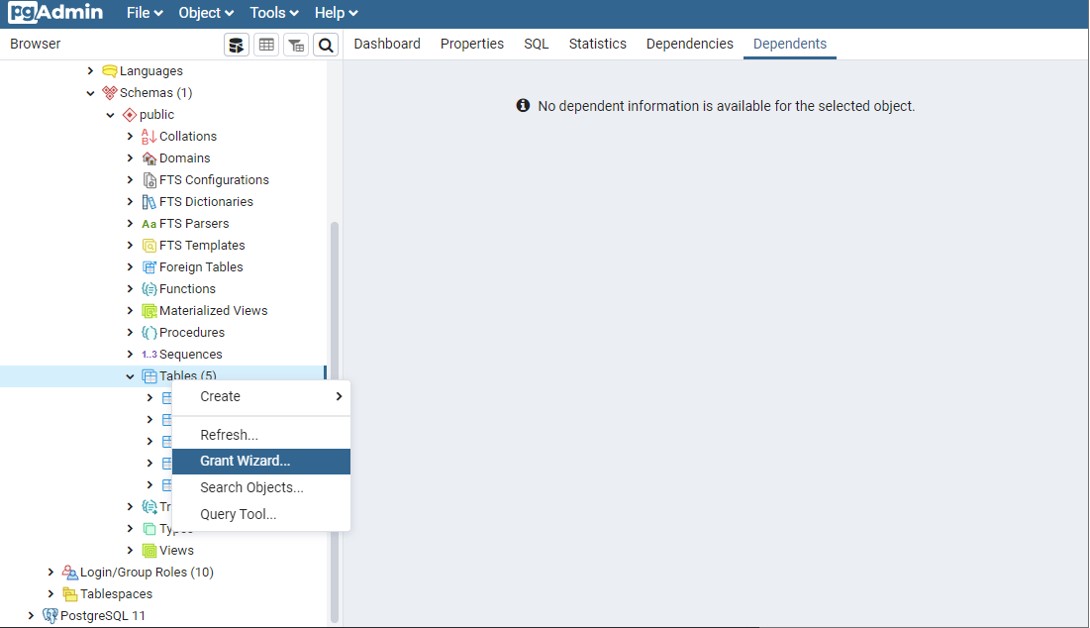 pgAdmin File Object Tools Help
Browser Dashboard Properties SQL Statistics Dependencies Dependents
Languages
No dependent information is available for the selected object.
Schemas (1)
public
Collations
Domains
FTS Configurations
FTS Dictionaries
Aa FTS Parsers
FTS Templates
Foreign Tables
Functions
Materialized Views
Procedures
1..3 Sequences
Tables (5)
Create
Refresh...
Grant Wizard...
Search Objects...
Query Tool...
Views
Login/Group Roles (10)
Tablespaces
PostgreSQL 11